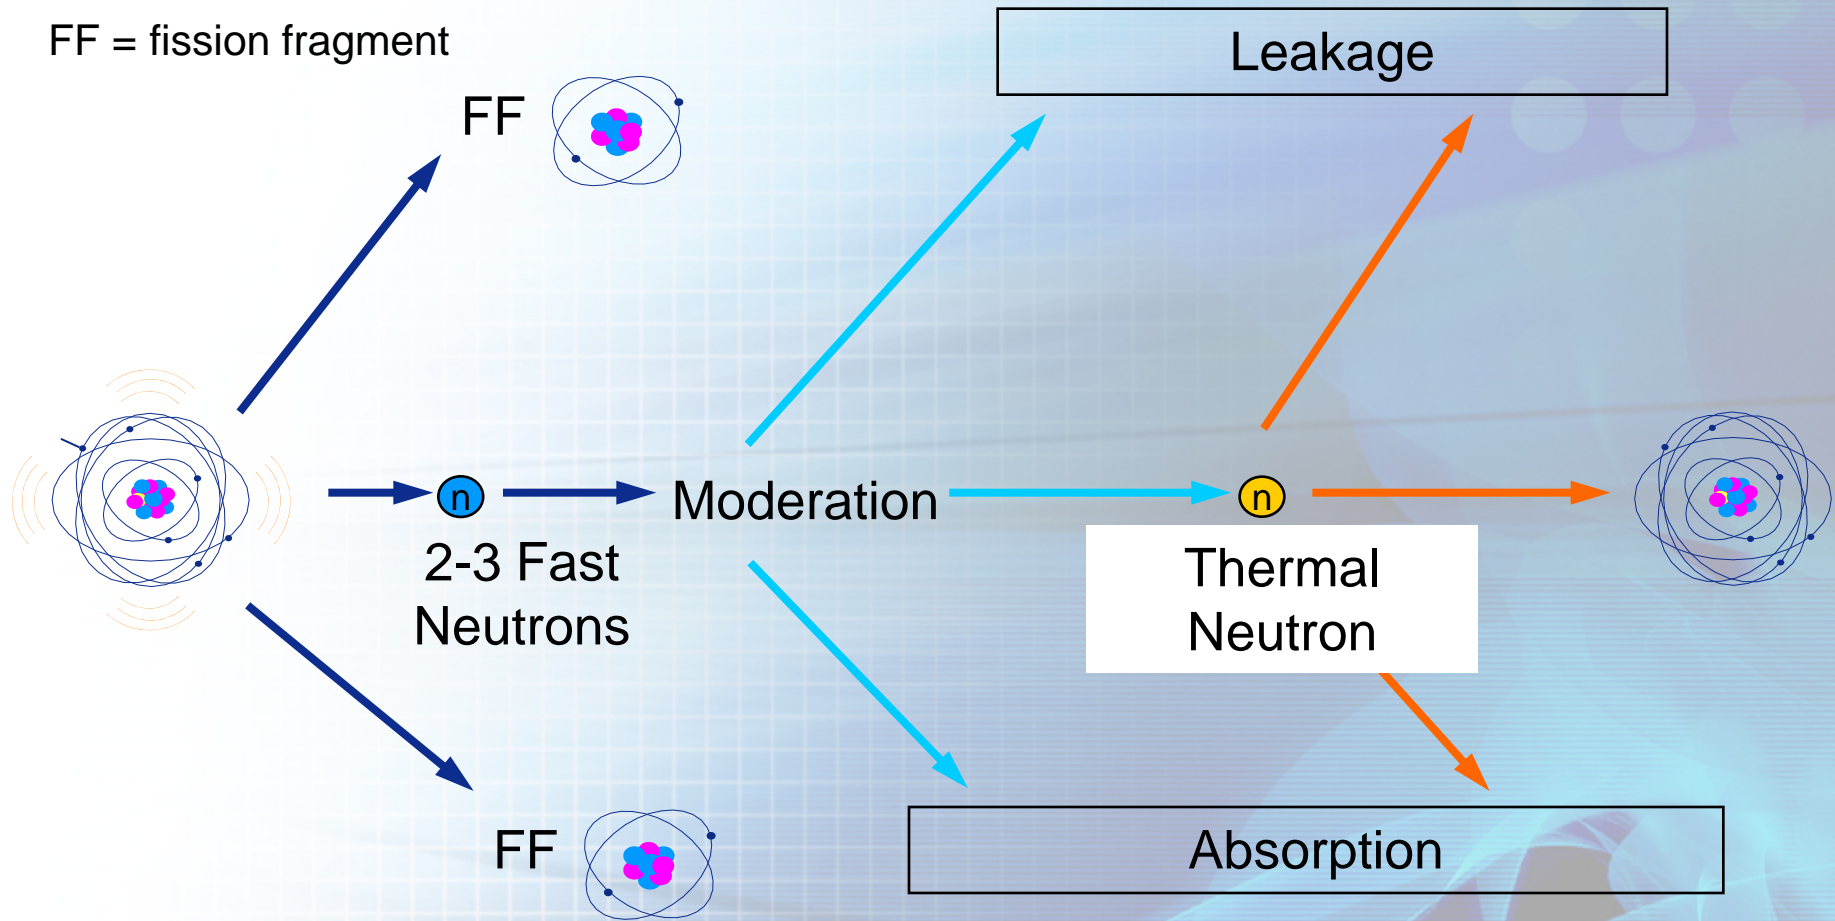 FF = fission fragment
Leakage
FF
n
Moderation
n
2-3 Fast
Neutrons
Thermal
Neutron
FF
Absorption